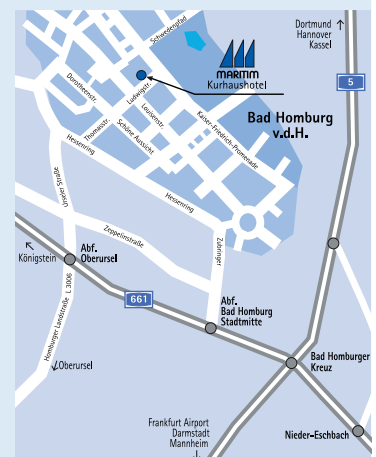 Dortmund
Hannover
Kassel
5
Schwedenpfad
MARITIM
Kurhaushotel
Dorotheenstr.
Ludwigstr.
Louisenstr.
Thomasstr.
Schöne Aussicht
Kaiser-Friedrich-Promenade
Bad Homburg
v.d.H.
Hessenring
Hessenring
Urseler Straße
Zeppelinstraße
Zubringer
Königstein
Abf.
Oberursel
661
Homburger Landstraße L 3006
Abf.
Bad Homburg
Stadtmitte
Oberursel
Bad Homburger
Kreuz
Frankfurt Airport
Darmstadt
Mannheim
Nieder-Eschbach